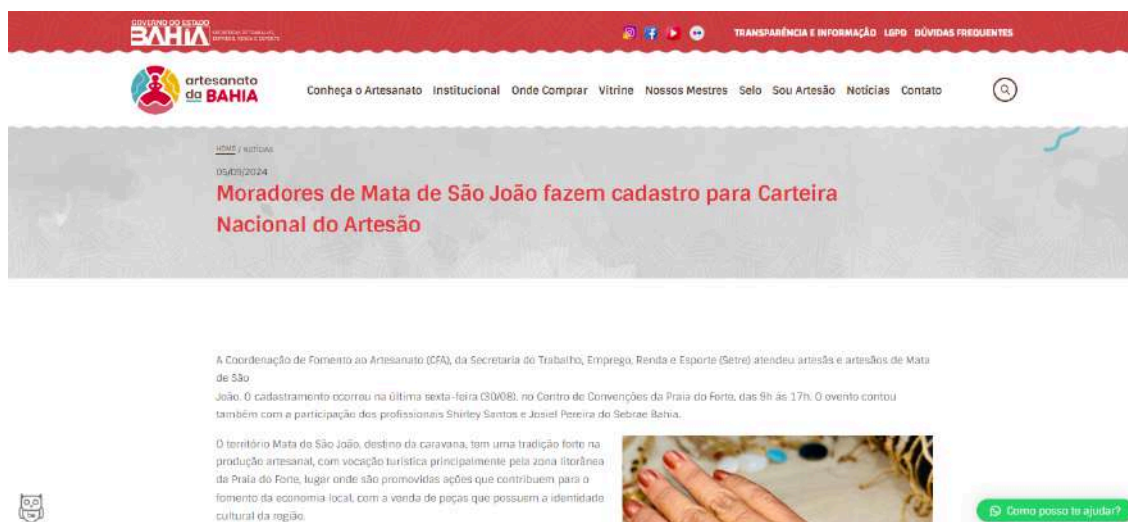 GOVERNO DO ESTADO
BAHIA
SECRETARIA DO TRABALHO,
EMPREGO, RENDA E ESPORTE
TRANSPARÊNCIA E INFORMAÇÃO LGPD DÚVIDAS FREQUENTES
artesanato
da BAHIA
Conheça o Artesanato Institucional Onde Comprar Vitrine Nossos Mestres Selo Sou Artesão Notícias Contato
HOME / NOTÍCIAS
05/09/2024
Moradores de Mata de São João fazem cadastro para Carteira
Nacional do Artesão
A Coordenação de Fomento ao Artesanato (CFA), da Secretaria do Trabalho, Emprego, Renda e Esporte (Setre) atendeu artesãs e artesãos de Mata
de São
João. O cadastramento ocorreu na última sexta-feira (30/08), no Centro de Convenções da Praia do Forte, das 9h às 17h. O evento contou
também com a participação dos profissionais Shirley Santos e Josiel Pereira do Sebrae Bahia.
O território Mata de São João, destino da caravana, tem uma tradição forte na
produção artesanal, com vocação turística principalmente pela zona litorânea
da Praia do Forte, lugar onde são promovidas ações que contribuem para o
fomento da economia local, com a venda de peças que possuem a identidade
cultural da região.
Como posso te ajudar?